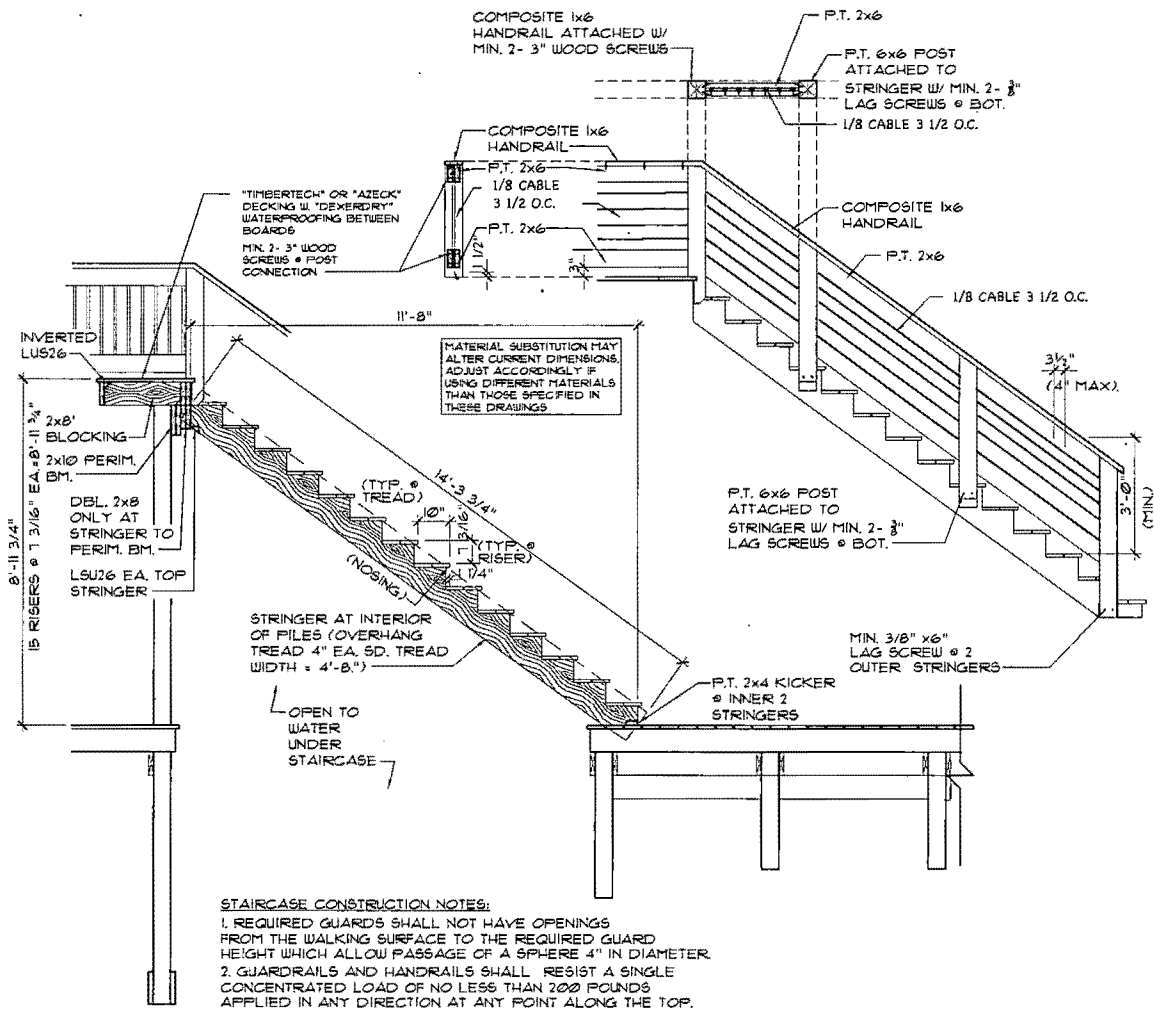 COMPOSITE 1x6
HANDRAIL ATTACHED W/
MIN. 2- 3" WOOD SCREWS
P.T. 2x6
P.T. 6x6 POST
ATTACHED TO
STRINGER W/ MIN. 2- 3/8"
LAG SCREWS @ BOT.
1/8 CABLE 3 1/2 O.C.
COMPOSITE 1x6
HANDRAIL
P.T. 2x6
1/8 CABLE
3 1/2 O.C.
P.T. 2x6
1 1/2"
3"
"TIMBERTECH" OR "AZECK"
DECKING W. "DEXERDRY"
WATERPROOFING BETWEEN
BOARDS
MIN. 2- 3" WOOD
SCREWS @ POST
CONNECTION
COMPOSITE 1x6
HANDRAIL
P.T. 2x6
1/8 CABLE 3 1/2 O.C.
3 1/2"
(4" MAX).
3'-0"
(MIN.)
11'-8"
MATERIAL SUBSTITUTION MAY
ALTER CURRENT DIMENSIONS.
ADJUST ACCORDINGLY IF
USING DIFFERENT MATERIALS
THAN THOSE SPECIFIED IN
THESE DRAWINGS
INVERTED
LUS26
2x8'
BLOCKING
2x10 PERIM.
BM.
DBL. 2x8
ONLY AT
STRINGER TO
PERIM. BM.
LSU26 EA. TOP
STRINGER
8'-11 3/4"
15 RISERS @ 7 3/16" EA.=8'-11 3/4"
14'-3 3/4"
(TYP. @
TREAD)
10"
7 3/16"
(TYP. @
RISER)
1 1/4"
(NOSING)
P.T. 6x6 POST
ATTACHED TO
STRINGER W/ MIN. 2- 3/8"
LAG SCREWS @ BOT.
STRINGER AT INTERIOR
OF PILES (OVERHANG
TREAD 4" EA. SD. TREAD
WIDTH = 4'-8.")
MIN. 3/8" x6"
LAG SCREW @ 2
OUTER STRINGERS
P.T. 2x4 KICKER
@ INNER 2
STRINGERS
OPEN TO
WATER
UNDER
STAIRCASE
STAIRCASE CONSTRUCTION NOTES:
1. REQUIRED GUARDS SHALL NOT HAVE OPENINGS
FROM THE WALKING SURFACE TO THE REQUIRED GUARD
HEIGHT WHICH ALLOW PASSAGE OF A SPHERE 4" IN DIAMETER
2. GUARDRAILS AND HANDRAILS SHALL RESIST A SINGLE
CONCENTRATED LOAD OF NO LESS THAN 200 POUNDS
APPLIED IN ANY DIRECTION AT ANY POINT ALONG THE TOP.